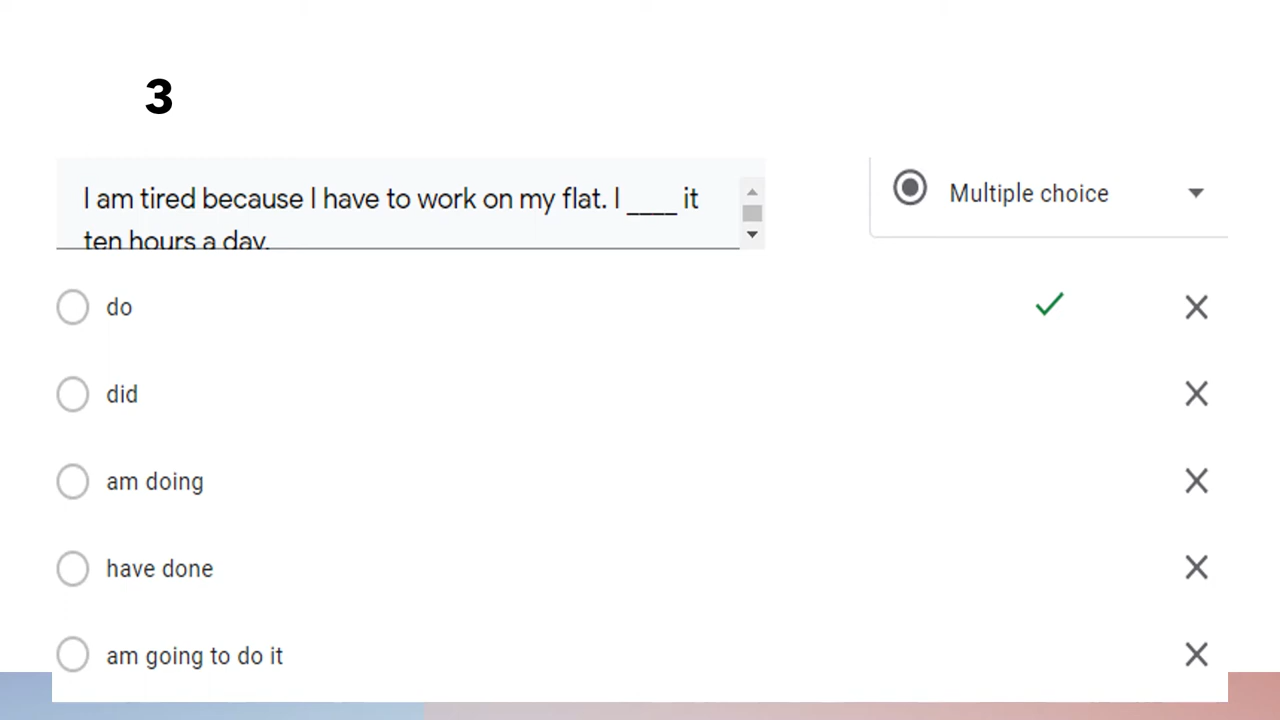 3
I am tired because I have to work on my flat. I ____ it
ten hours a day.
Multiple choice
do
did
am doing
have done
am going to do it